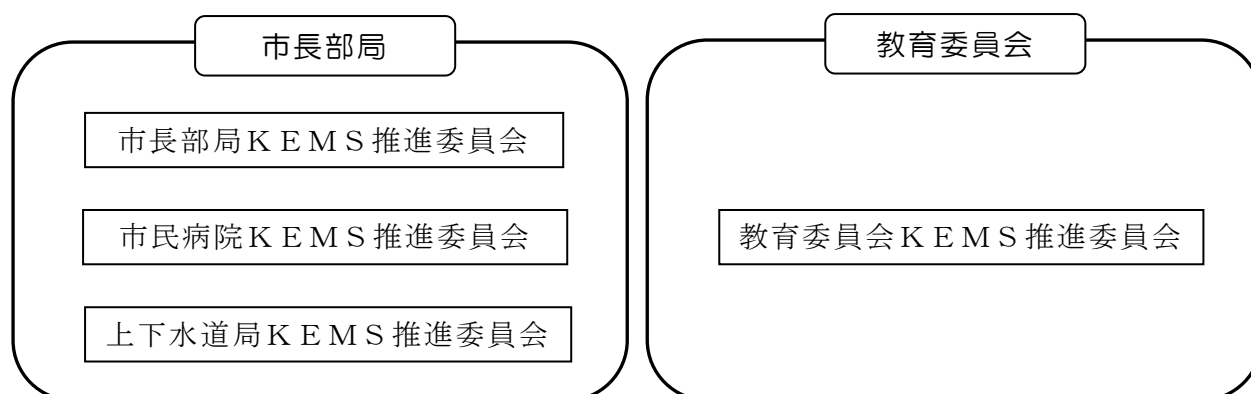 市長部局
市長部局ＫＥＭＳ推進委員会
市民病院ＫＥＭＳ推進委員会
上下水道局ＫＥＭＳ推進委員会
教育委員会
教育委員会ＫＥＭＳ推進委員会